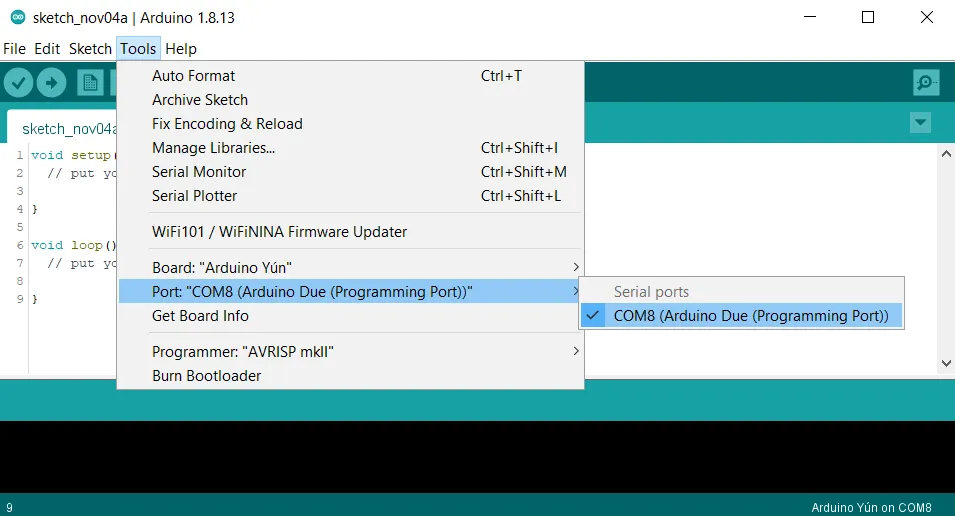 sketch_nov04a | Arduino 1.8.13
File Edit Sketch Tools Help
Auto Format Ctrl+T
Archive Sketch
Fix Encoding & Reload
Manage Libraries... Ctrl+Shift+I
Serial Monitor Ctrl+Shift+M
Serial Plotter Ctrl+Shift+L
WiFi101 / WiFiNINA Firmware Updater
Board: "Arduino Yún"
Port: "COM8 (Arduino Due (Programming Port))"
Get Board Info
Programmer: "AVRISP mkII"
Burn Bootloader
Serial ports
COM8 (Arduino Due (Programming Port))
sketch_nov04a
1 void setup(
2 // put yo
3
4 }
5
6 void loop()
7 // put yo
8
9 }
9 Arduino Yún on COM8